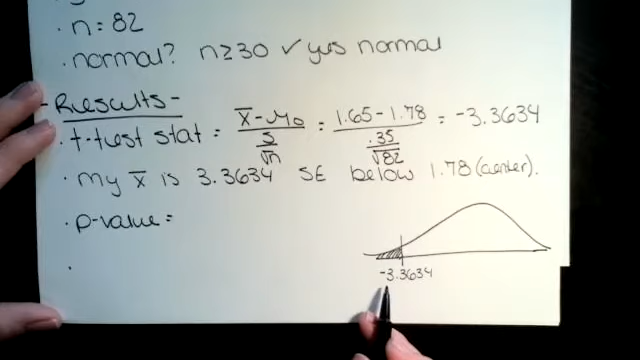 · n = 82
· normal? n ≥ 30 ✓ yes normal
- Results -
· t-test stat = x̄ - μ₀ / (s/√n) = 1.65 - 1.78 / (.35/√82) = -3.3634
· my x̄ is 3.3634 SE below 1.78 (center).
· p-value =
-3.3634